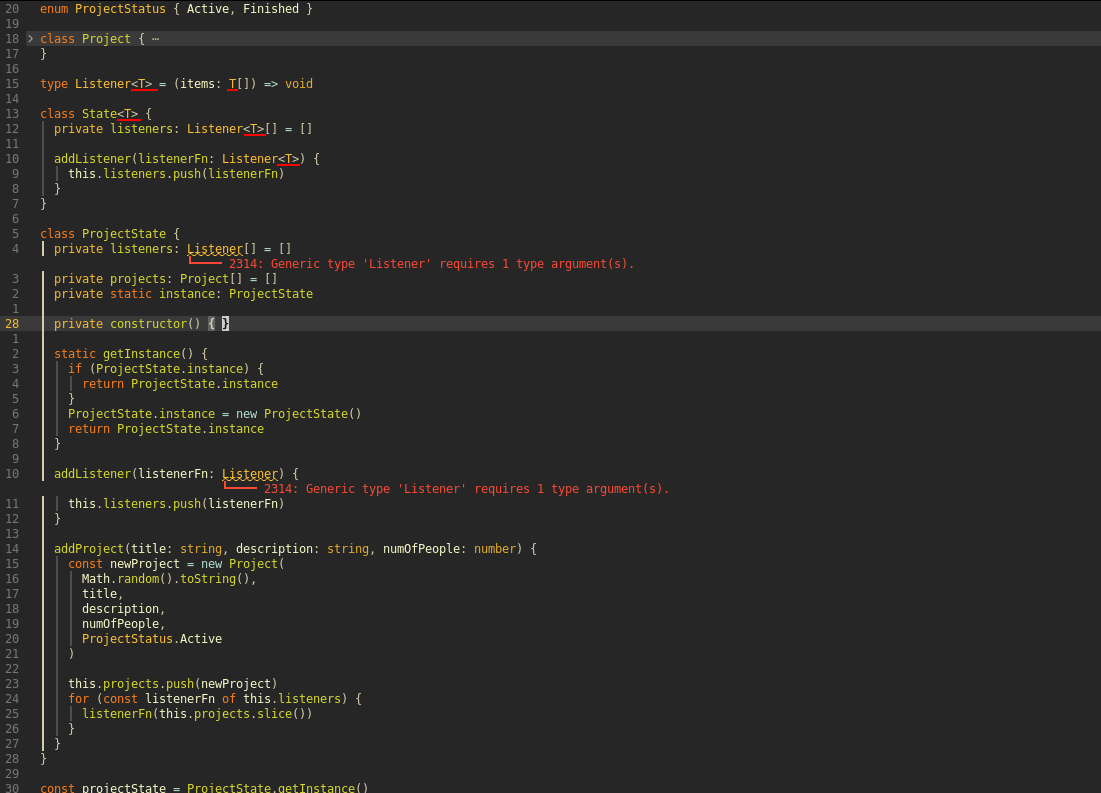 20 enum ProjectStatus { Active, Finished }
19
18 > class Project { ⋯
17 }
16
15 type Listener<T> = (items: T[]) => void
14
13 class State<T> {
12   private listeners: Listener<T>[] = []
11
10   addListener(listenerFn: Listener<T>) {
9     this.listeners.push(listenerFn)
8   }
7 }
6
5 class ProjectState {
4   private listeners: Listener[] = []
2314: Generic type 'Listener' requires 1 type argument(s).
3   private projects: Project[] = []
2   private static instance: ProjectState
1
28   private constructor() { }
1
2   static getInstance() {
3     if (ProjectState.instance) {
4       return ProjectState.instance
5     }
6     ProjectState.instance = new ProjectState()
7     return ProjectState.instance
8   }
9
10   addListener(listenerFn: Listener) {
2314: Generic type 'Listener' requires 1 type argument(s).
11     this.listeners.push(listenerFn)
12   }
13
14   addProject(title: string, description: string, numOfPeople: number) {
15     const newProject = new Project(
16       Math.random().toString(),
17       title,
18       description,
19       numOfPeople,
20       ProjectStatus.Active
21     )
22
23     this.projects.push(newProject)
24     for (const listenerFn of this.listeners) {
25       listenerFn(this.projects.slice())
26     }
27   }
28 }
29
30 const projectState = ProjectState.getInstance()